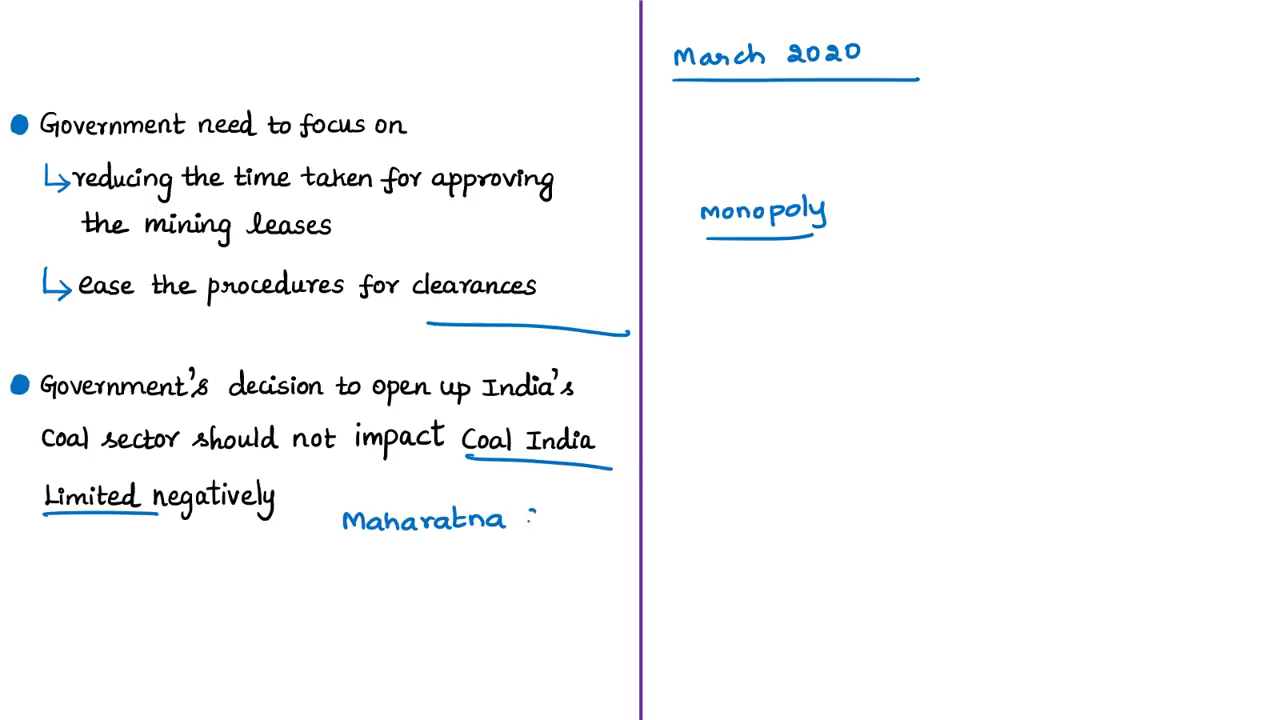 Government need to focus on
reducing the time taken for approving
the mining leases
ease the procedures for clearances
Government's decision to open up India's
Coal sector should not impact Coal India
Limited negatively
Maharatna
March 2020
monopoly